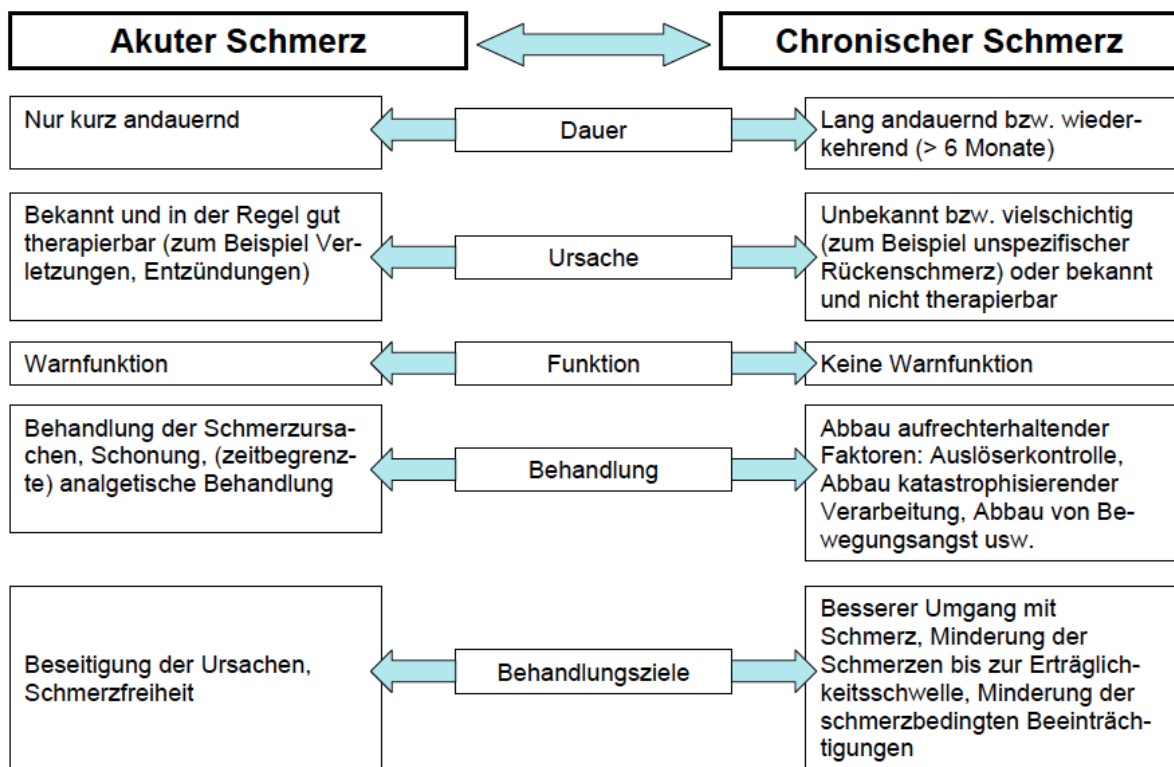 Akuter Schmerz
Chronischer Schmerz
Nur kurz andauernd
Dauer
Lang andauernd bzw. wieder-
kehrend (> 6 Monate)
Bekannt und in der Regel gut
therapierbar (zum Beispiel Ver-
letzungen, Entzündungen)
Ursache
Unbekannt bzw. vielschichtig
(zum Beispiel unspezifischer
Rückenschmerz) oder bekannt
und nicht therapierbar
Warnfunktion
Funktion
Keine Warnfunktion
Behandlung der Schmerzursa-
chen, Schonung, (zeitbegrenz-
te) analgetische Behandlung
Behandlung
Abbau aufrechterhaltender
Faktoren: Auslöserkontrolle,
Abbau katastrophisierender
Verarbeitung, Abbau von Be-
wegungsangst usw.
Beseitigung der Ursachen,
Schmerzfreiheit
Behandlungsziele
Besserer Umgang mit
Schmerz, Minderung der
Schmerzen bis zur Erträglich-
keitsschwelle, Minderung der
schmerzbedingten Beeinträch-
tigungen